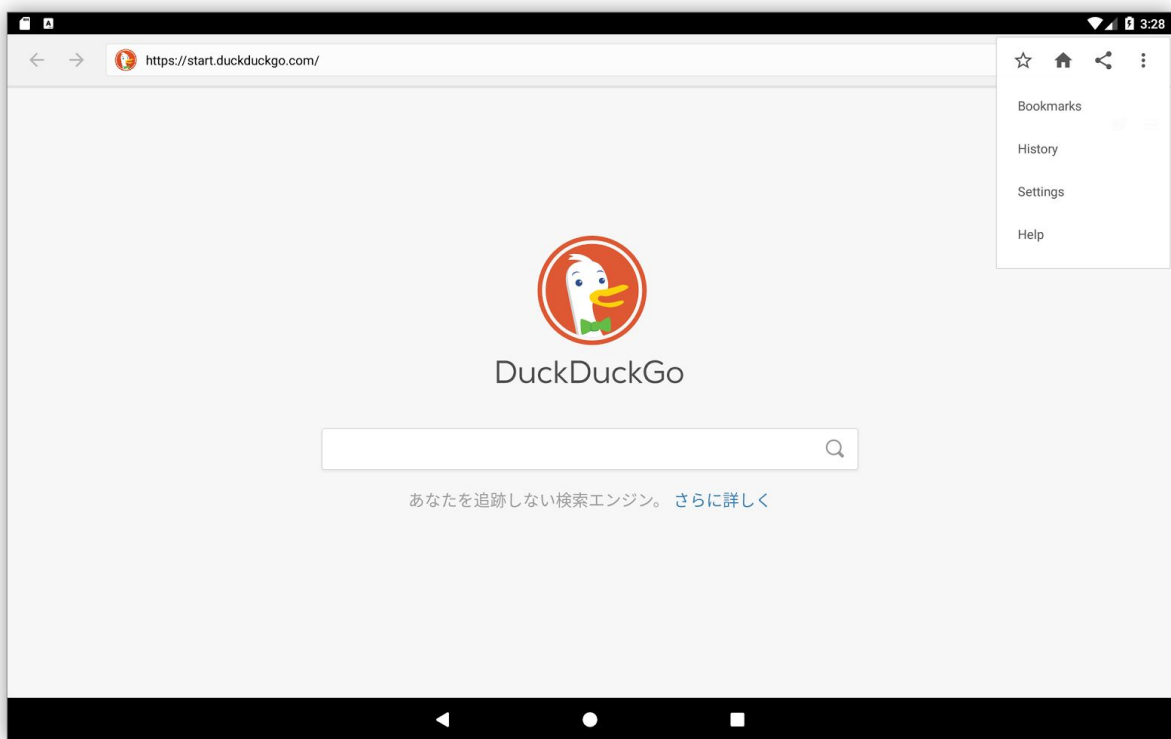 3:28
https://start.duckduckgo.com/
Bookmarks
History
Settings
Help
DuckDuckGo
あなたを追跡しない検索エンジン。 さらに詳しく